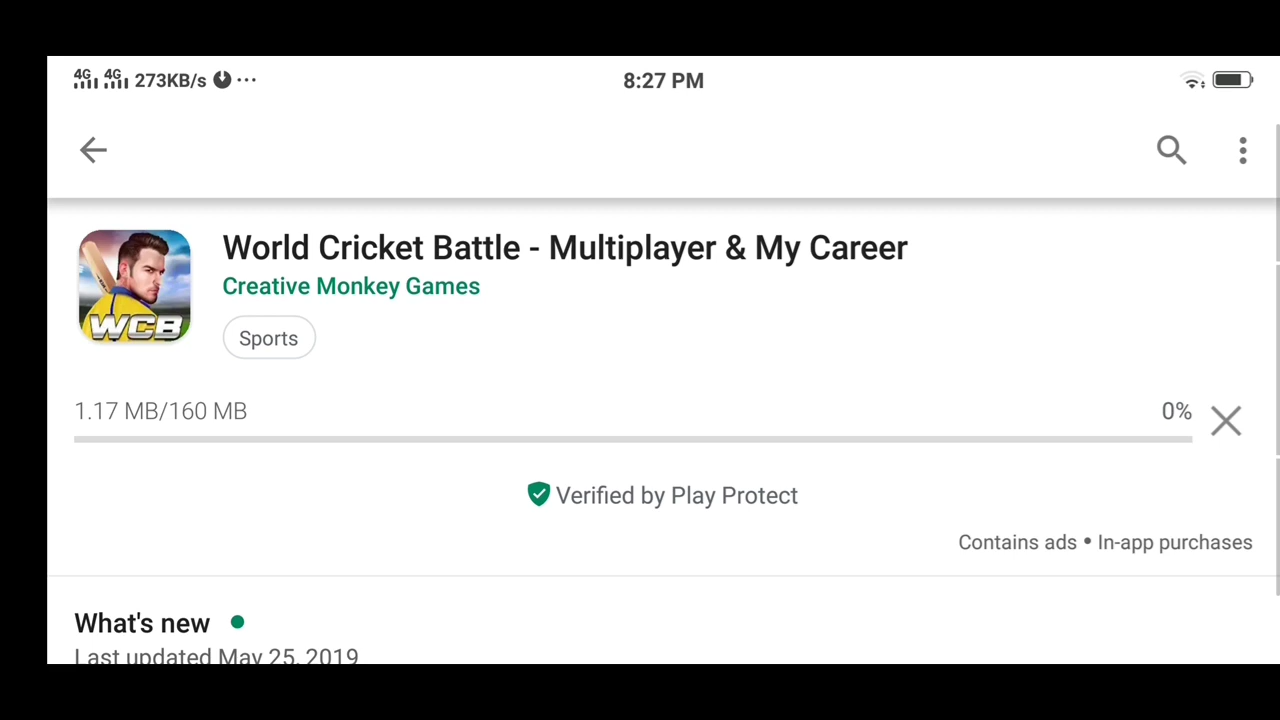 4G 4G 273KB/s ... 8:27 PM
World Cricket Battle - Multiplayer & My Career
Creative Monkey Games
WCB
Sports
1.17 MB/160 MB 0%
Verified by Play Protect
Contains ads • In-app purchases
What's new
Last updated May 25, 2019